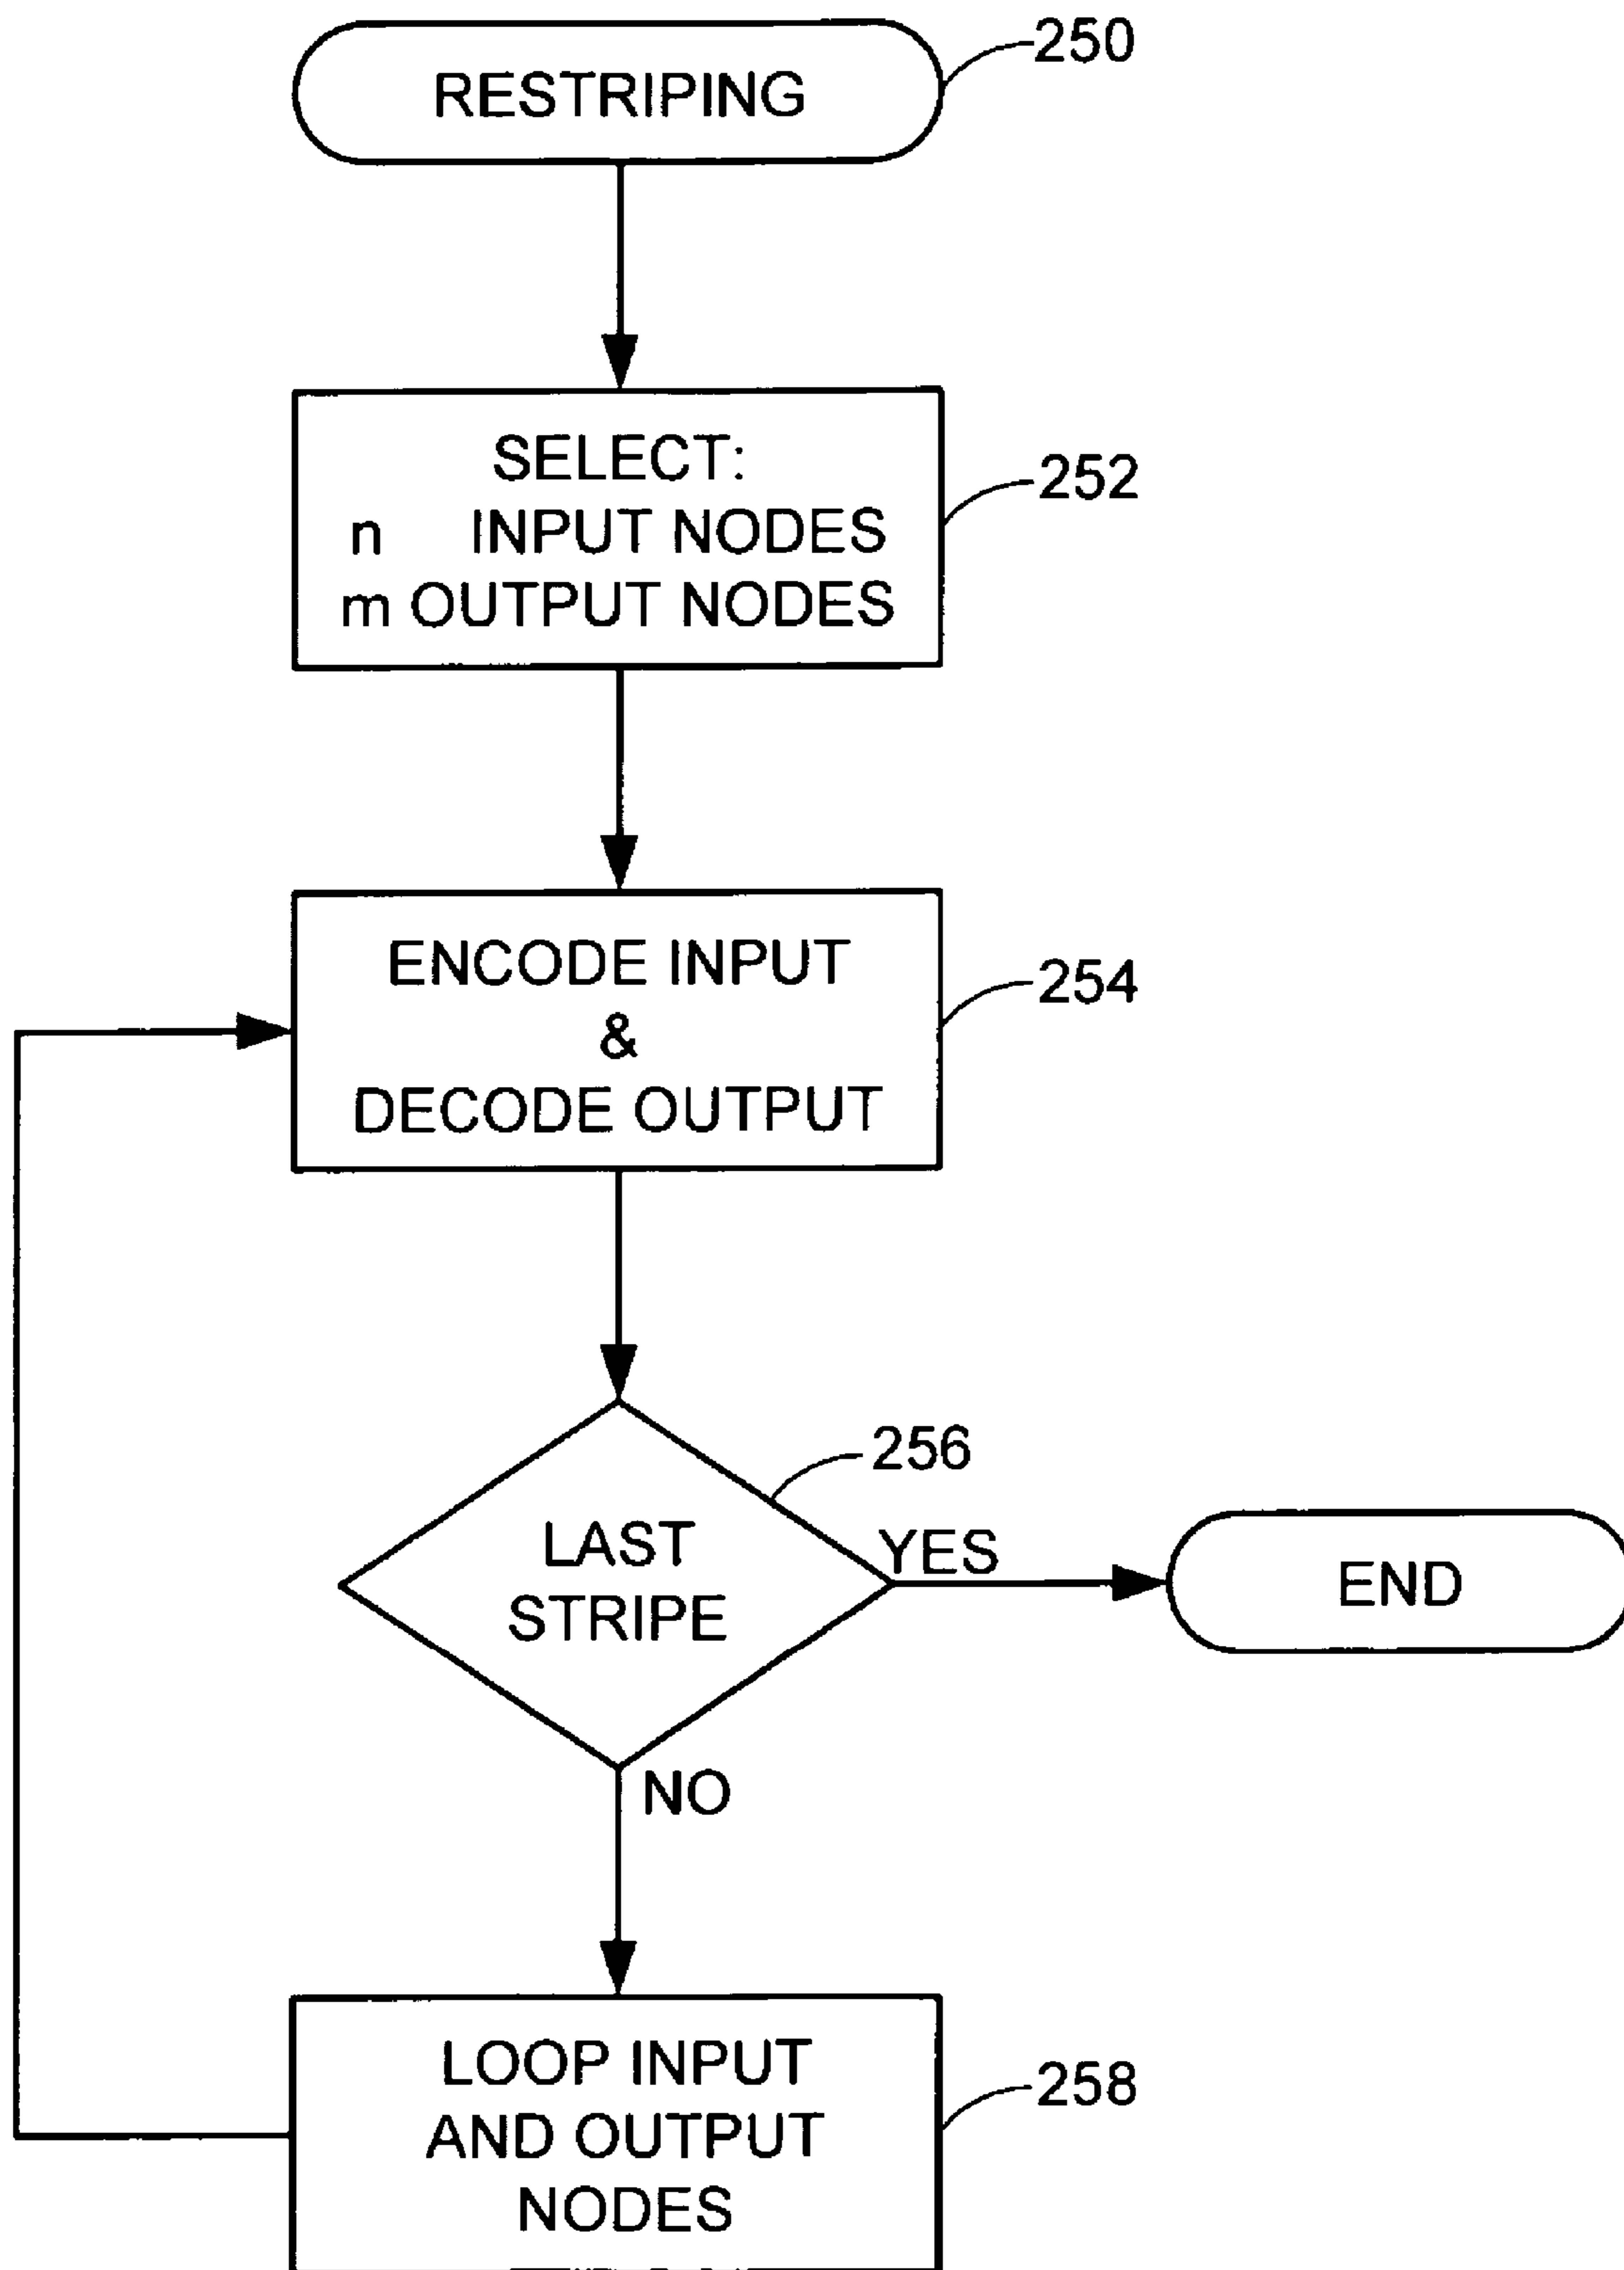 250
RESTRIPING
252
SELECT:
n INPUT NODES
m OUTPUT NODES
254
ENCODE INPUT
&
DECODE OUTPUT
256
LAST
STRIPE
YES
END
NO
258
LOOP INPUT
AND OUTPUT
NODES